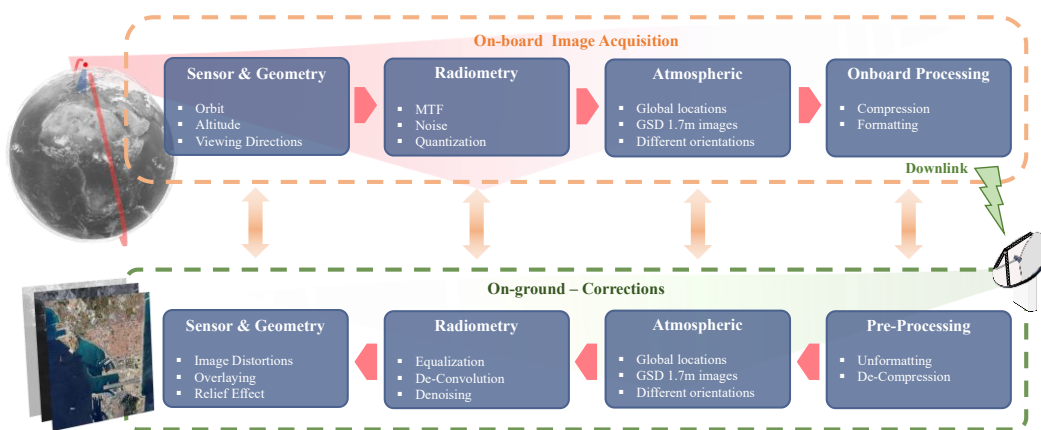 On-board Image Acquisition
Sensor & Geometry
▪ Orbit
▪ Altitude
▪ Viewing Directions
Radiometry
▪ MTF
▪ Noise
▪ Quantization
Atmospheric
▪ Global locations
▪ GSD 1.7m images
▪ Different orientations
Onboard Processing
▪ Compression
▪ Formatting
Downlink
On-ground – Corrections
Sensor & Geometry
▪ Image Distortions
▪ Overlaying
▪ Relief Effect
Radiometry
▪ Equalization
▪ De-Convolution
▪ Denoising
Atmospheric
▪ Global locations
▪ GSD 1.7m images
▪ Different orientations
Pre-Processing
▪ Unformatting
▪ De-Compression